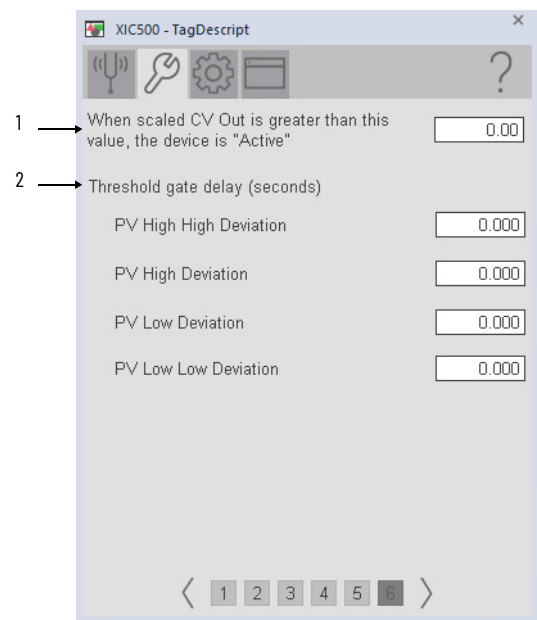 XIC500 - TagDescript
×
?
1
When scaled CV Out is greater than this
value, the device is "Active"
0.00
2
Threshold gate delay (seconds)
PV High High Deviation 0.000
PV High Deviation 0.000
PV Low Deviation 0.000
PV Low Low Deviation 0.000
1 2 3 4 5 6